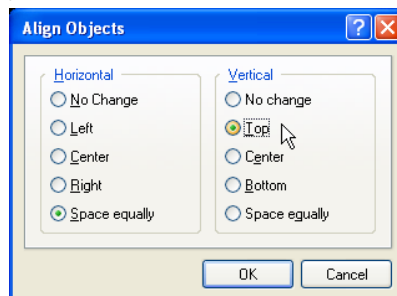 Align Objects
Horizontal
No Change
Left
Center
Right
Space equally
Vertical
No change
Top
Center
Bottom
Space equally
OK Cancel